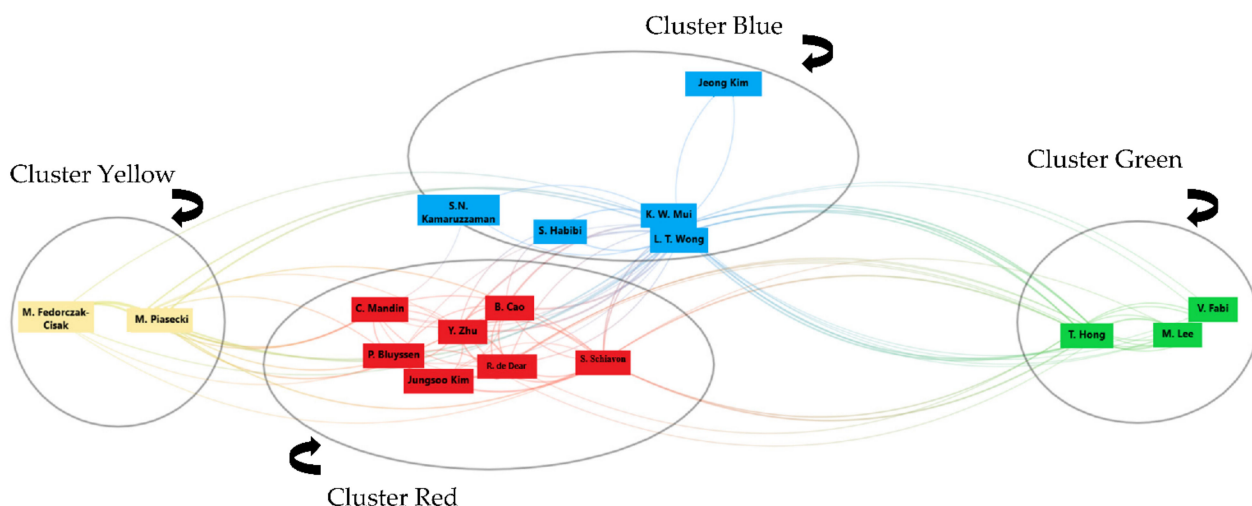 Cluster Blue
Jeong Kim
Cluster Yellow
Cluster Green
S.N.
Kamaruzzaman
K. W. Mui
S. Habibi
L. T. Wong
M. Fedorczak-
Cisak
M. Piasecki
C. Mandin
B. Cao
Y. Zhu
P. Bluyssen
R. de Dear
S. Schiavon
Jungsoo Kim
V. Fabi
T. Hong
M. Lee
Cluster Red